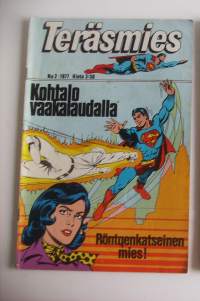 Teräsmies
No 2 1977 Hinta 2:50
Kohtalo
vaakalaudalla
Röntgenkatseinen
mies!